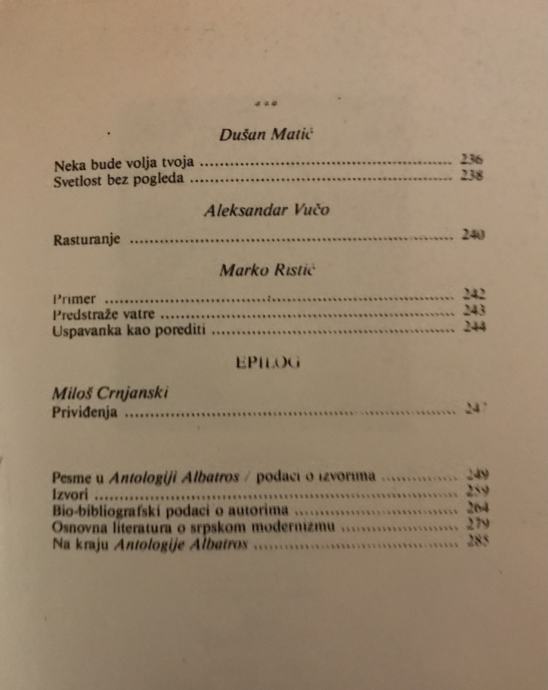 ***
Dušan Matić
Neka bude volja tvoja ........ 236
Svetlost bez pogleda ........ 238
Aleksandar Vučo
Rasturanje ........ 240
Marko Ristić
Primer ........ 242
Predstraže vatre ........ 243
Uspavanka kao porediti ........ 244
EPILOG
Miloš Crnjanski
Priviđenja ........
Pesme u Antologiji Albatros / podaci o izvorima ........ 249
Izvori ........ 259
Bio-bibliografski podaci o autorima ........ 264
Osnovna literatura o srpskom modernizmu ........ 279
Na kraju Antologije Albatros ........ 285